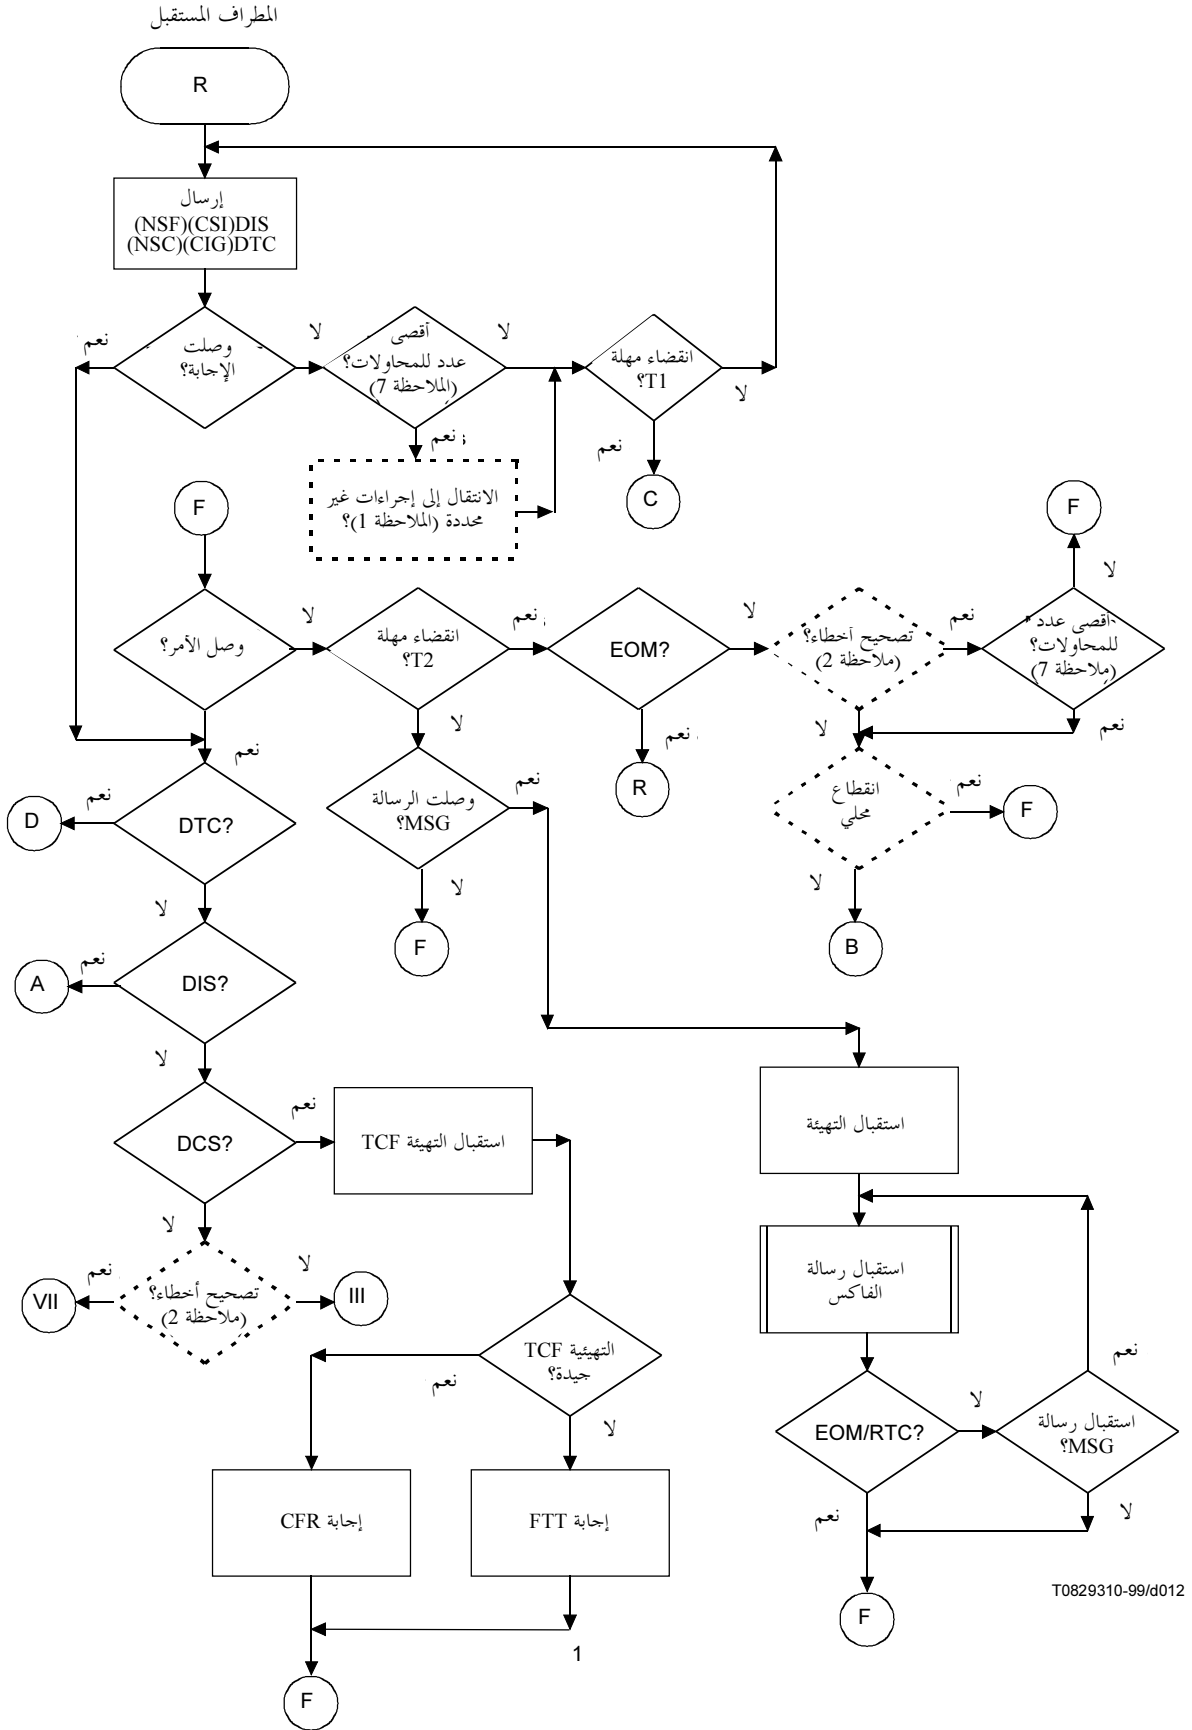 المطراف المستقبل
R
إرسال
(NSF)(CSI)DIS
(NSC)(CIG)DTC
نعم
وصلت
الإجابة؟
لا
أقصى
عدد للمحاولات؟
(الملاحظة 7)
لا
انقضاء مهلة
T1؟
لا
نعم
نعم
C
الانتقال إلى إجراءات غير
محددة (الملاحظة 1)؟
F
F
لا
وصل الأمر؟
لا
انقضاء مهلة
T2؟
نعم
EOM?
لا
تصحيح أخطاء؟
(ملاحظة 2)
نعم
أقصى عدد
للمحاولات؟
(ملاحظة 7)
نعم
لا
نعم
لا
نعم
R
نعم
DTC?
نعم
D
وصلت الرسالة
MSG؟
نعم
انقطاع
محلي
نعم
F
لا
لا
لا
F
B
DIS?
نعم
A
لا
DCS?
نعم
استقبال التهيئة TCF
استقبال التهيئة
لا
تصحيح أخطاء؟
(ملاحظة 2)
نعم
VII
لا
III
استقبال رسالة
الفاكس
التهيئية TCF
جيدة؟
نعم
لا
نعم
EOM/RTC?
لا
استقبال رسالة
MSG؟
إجابة CFR
إجابة FTT
نعم
لا
F
T0829310-99/d012
1
F